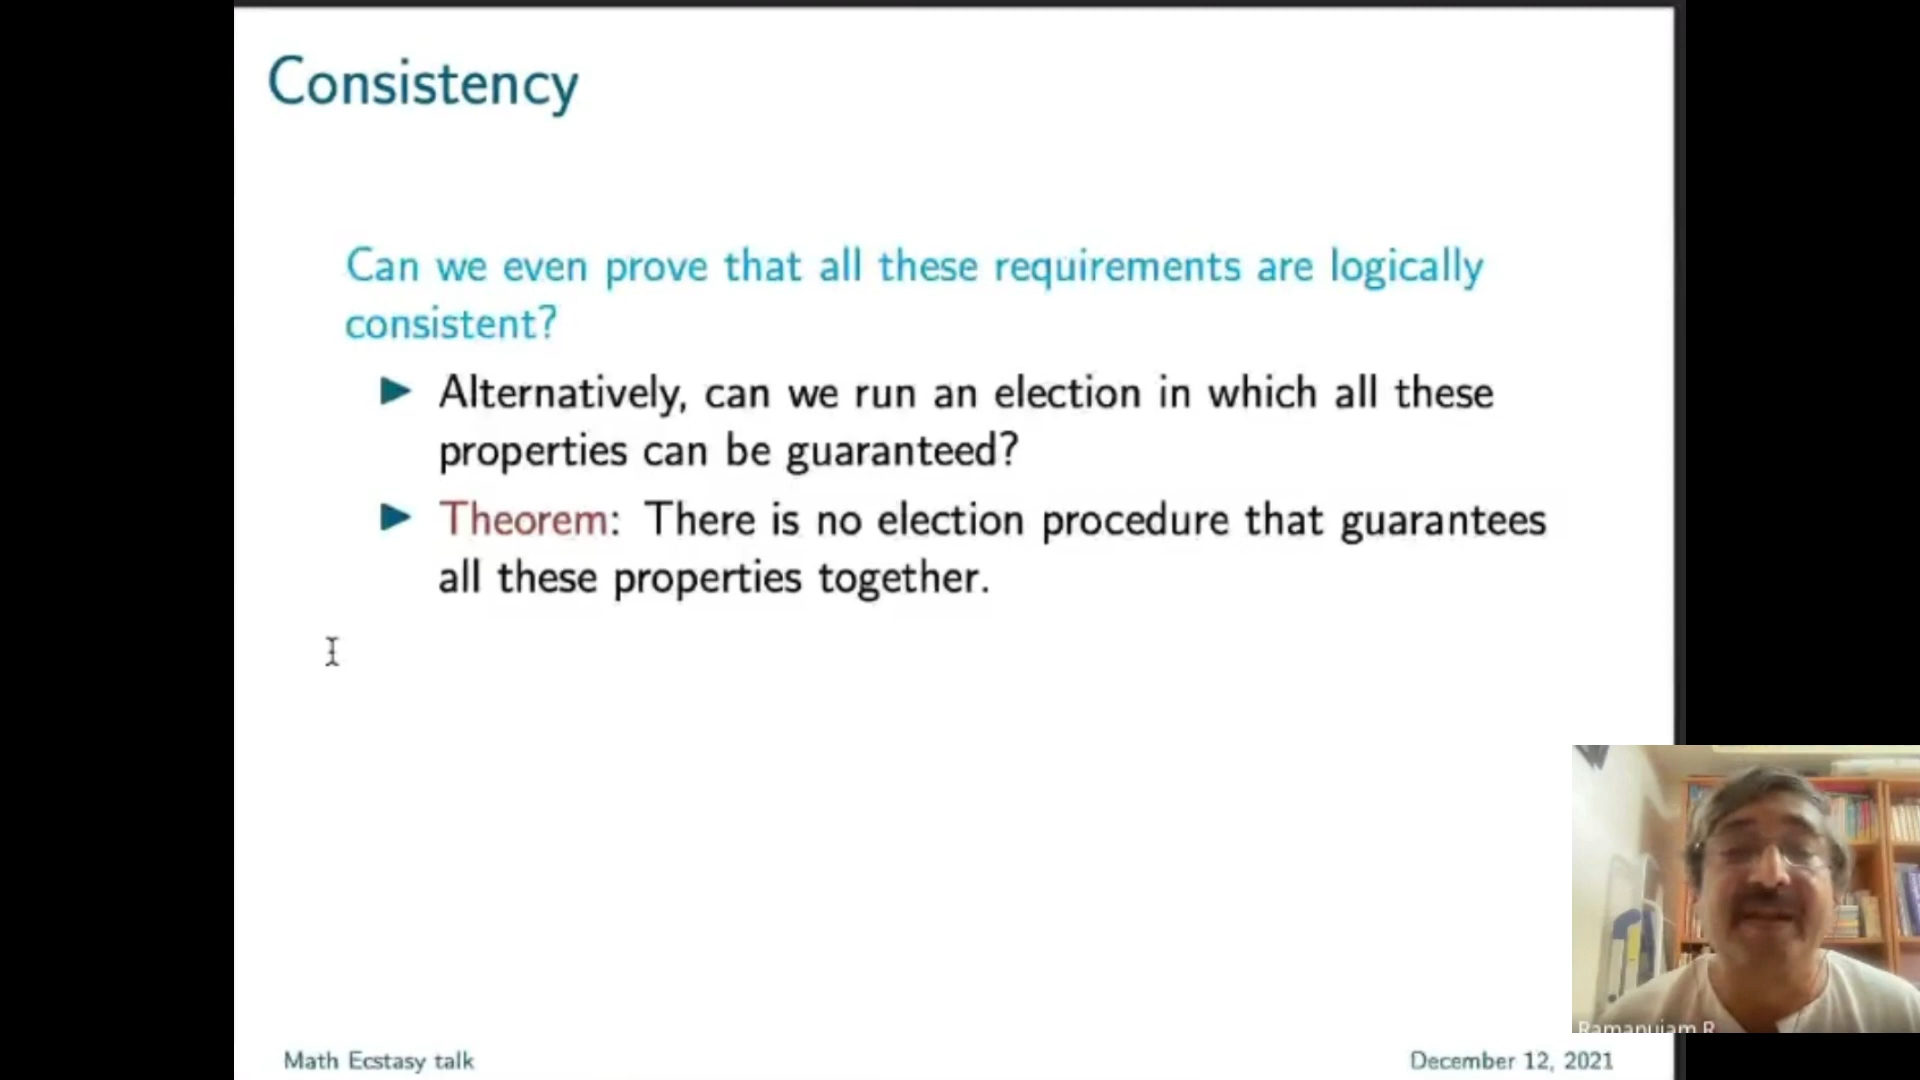 Consistency
Can we even prove that all these requirements are logically
consistent?
Alternatively, can we run an election in which all these
properties can be guaranteed?
Theorem: There is no election procedure that guarantees
all these properties together.
Ramanujam R
Math Ecstasy talk
December 12, 2021